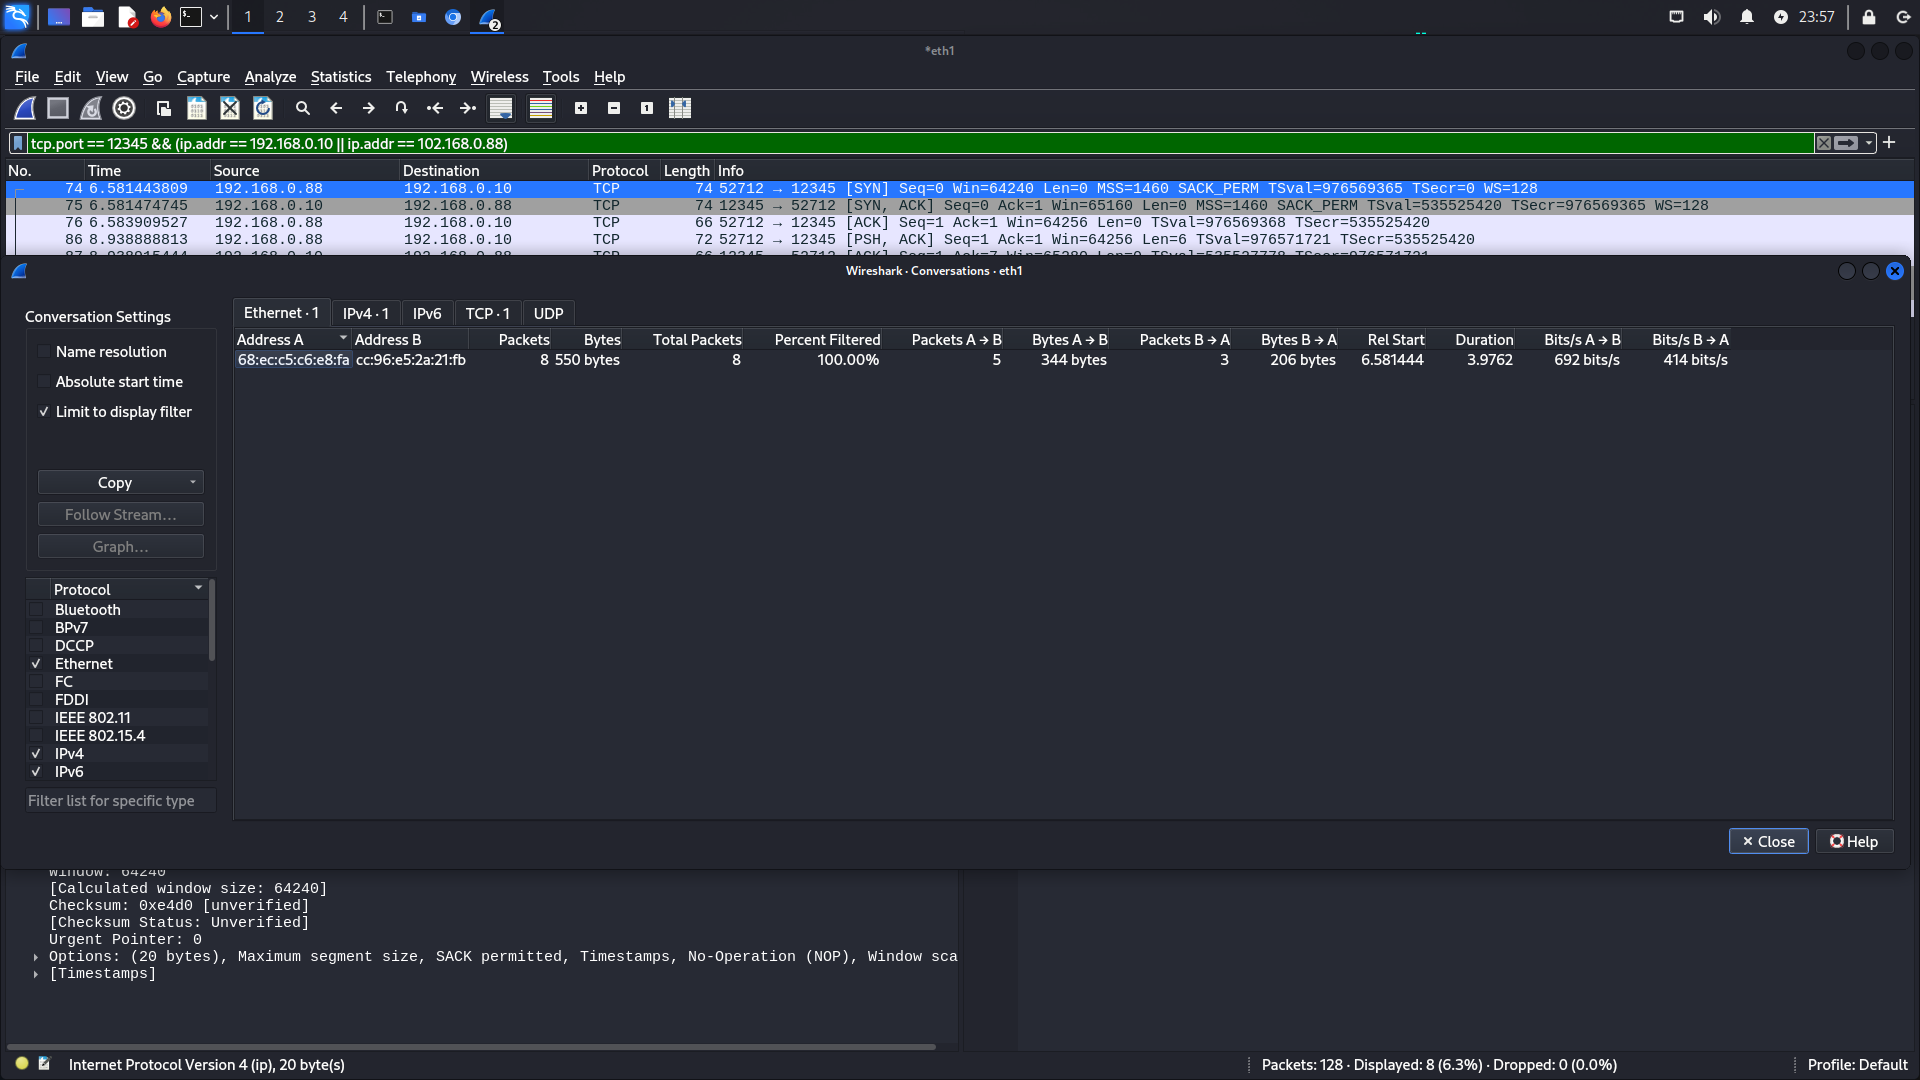 1 2 3 4 2 23:57
*eth1
File Edit View Go Capture Analyze Statistics Telephony Wireless Tools Help
tcp.port == 12345 && (ip.addr == 192.168.0.10 || ip.addr == 102.168.0.88)
No. Time Source Destination Protocol Length Info
74 6.581443809 192.168.0.88 192.168.0.10 TCP 74 52712 → 12345 [SYN] Seq=0 Win=64240 Len=0 MSS=1460 SACK_PERM TSval=976569365 TSecr=0 WS=128
75 6.581474745 192.168.0.10 192.168.0.88 TCP 74 12345 → 52712 [SYN, ACK] Seq=0 Ack=1 Win=65160 Len=0 MSS=1460 SACK_PERM TSval=535525420 TSecr=976569365 WS=128
76 6.583909527 192.168.0.88 192.168.0.10 TCP 66 52712 → 12345 [ACK] Seq=1 Ack=1 Win=64256 Len=0 TSval=976569368 TSecr=535525420
86 8.938888813 192.168.0.88 192.168.0.10 TCP 72 52712 → 12345 [PSH, ACK] Seq=1 Ack=1 Win=64256 Len=6 TSval=976571721 TSecr=535525420
Wireshark · Conversations · eth1
Conversation Settings
Name resolution
Absolute start time
Limit to display filter
Copy
Follow Stream…
Graph…
Protocol
Bluetooth
BPv7
DCCP
Ethernet
FC
FDDI
IEEE 802.11
IEEE 802.15.4
IPv4
IPv6
Filter list for specific type
Ethernet · 1 IPv4 · 1 IPv6 TCP · 1 UDP
Address A Address B Packets Bytes Total Packets Percent Filtered Packets A → B Bytes A → B Packets B → A Bytes B → A Rel Start Duration Bits/s A → B Bits/s B → A
68:ec:c5:c6:e8:fa cc:96:e5:2a:21:fb 8 550 bytes 8 100.00% 5 344 bytes 3 206 bytes 6.581444 3.9762 692 bits/s 414 bits/s
Close Help
Window: 64240
[Calculated window size: 64240]
Checksum: 0xe4d0 [unverified]
[Checksum Status: Unverified]
Urgent Pointer: 0
Options: (20 bytes), Maximum segment size, SACK permitted, Timestamps, No-Operation (NOP), Window sca
[Timestamps]
Internet Protocol Version 4 (ip), 20 byte(s) Packets: 128 · Displayed: 8 (6.3%) · Dropped: 0 (0.0%) Profile: Default